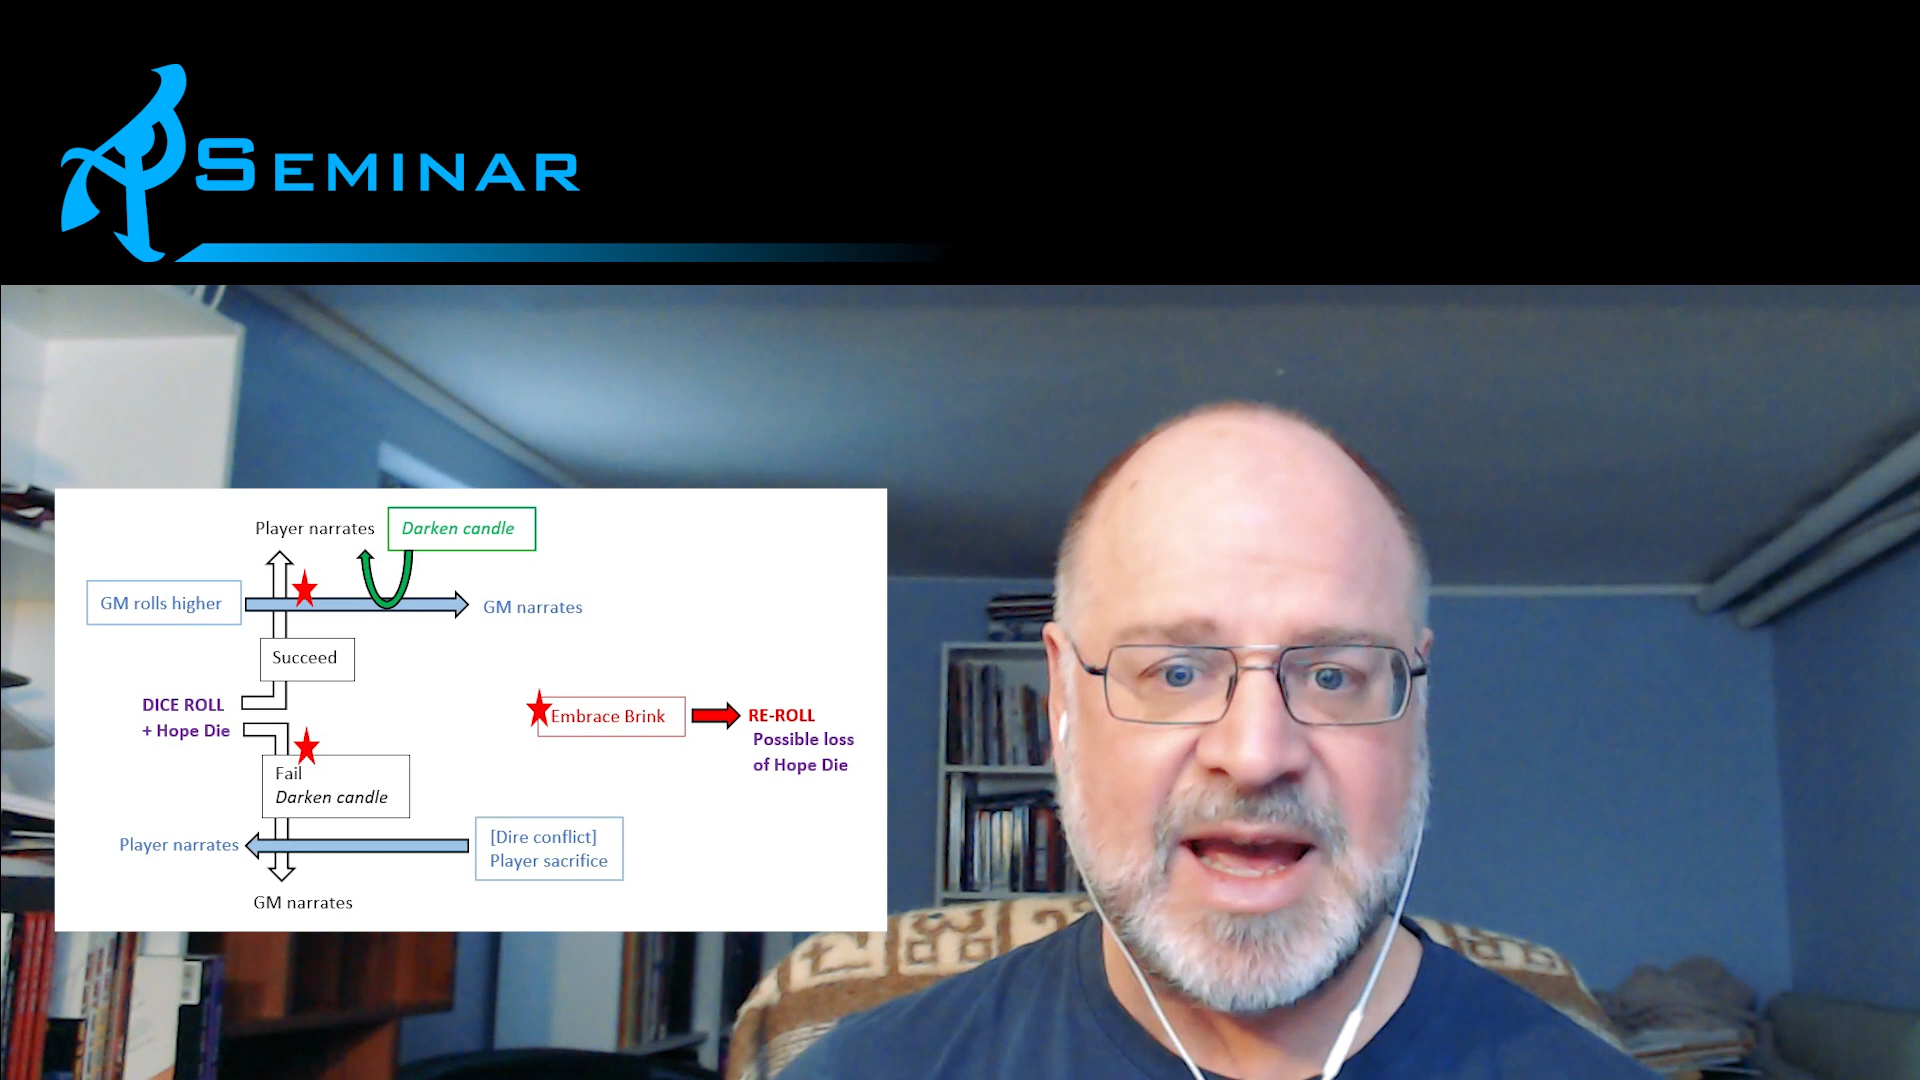 SEMINAR
Player narrates
Darken candle
GM rolls higher
GM narrates
Succeed
DICE ROLL
+ Hope Die
Embrace Brink
RE-ROLL
Possible loss
of Hope Die
Fail
Darken candle
Player narrates
[Dire conflict]
Player sacrifice
GM narrates